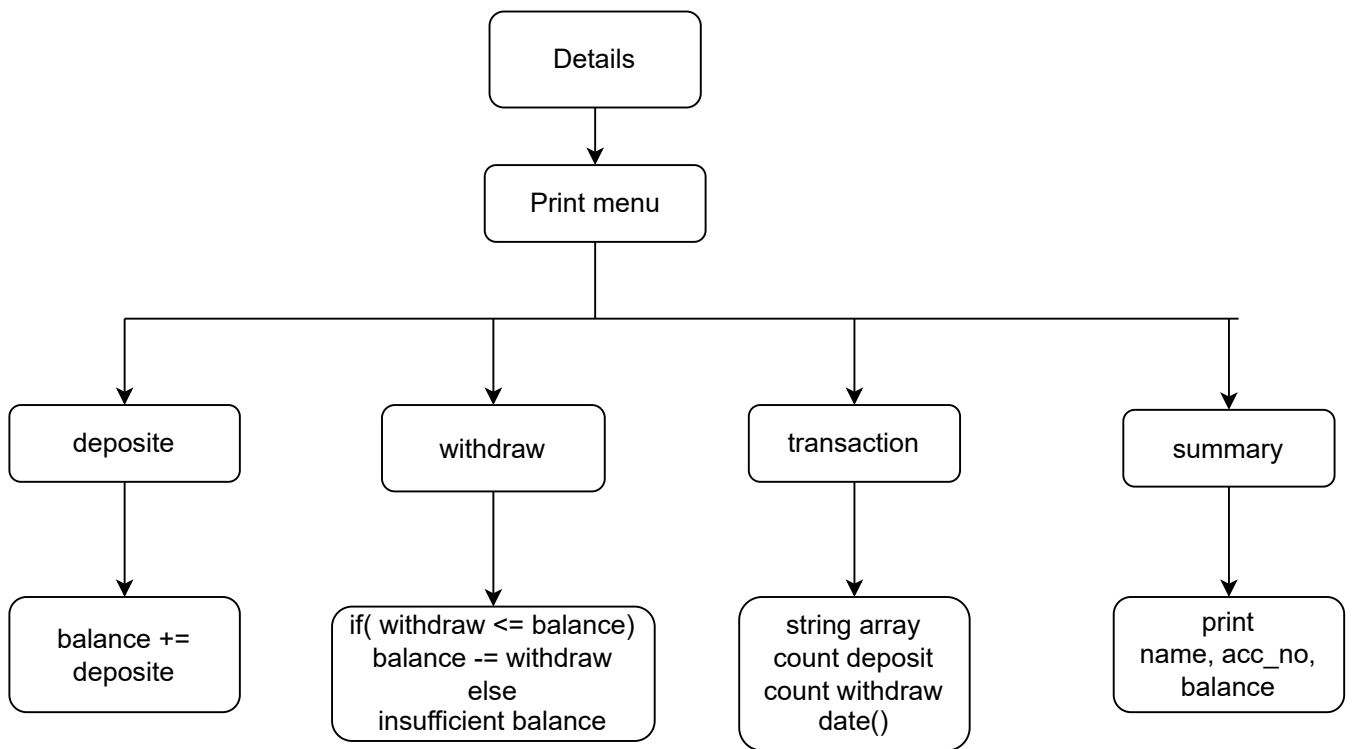 Details
Print menu
deposite
withdraw
transaction
summary
balance +=
deposite
if( withdraw <= balance)
balance -= withdraw
else
insufficient balance
string array
count deposit
count withdraw
date()
print
name, acc_no,
balance